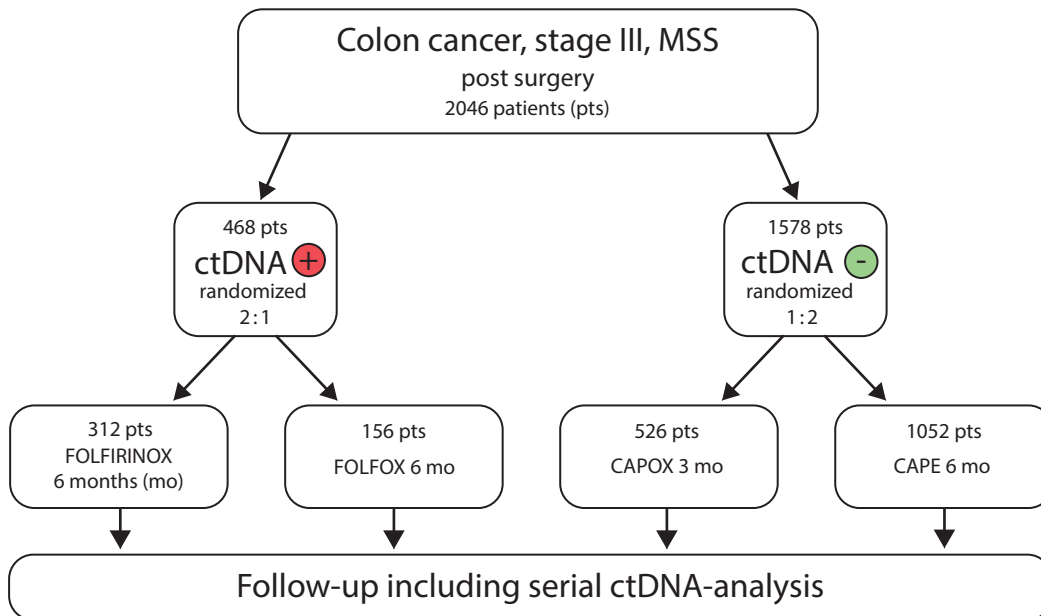 Colon cancer, stage III, MSS
post surgery
2046 patients (pts)
468 pts
ctDNA +
randomized
2:1
1578 pts
ctDNA -
randomized
1:2
312 pts
FOLFIRINOX
6 months (mo)
156 pts
FOLFOX 6 mo
526 pts
CAPOX 3 mo
1052 pts
CAPE 6 mo
Follow-up including serial ctDNA-analysis